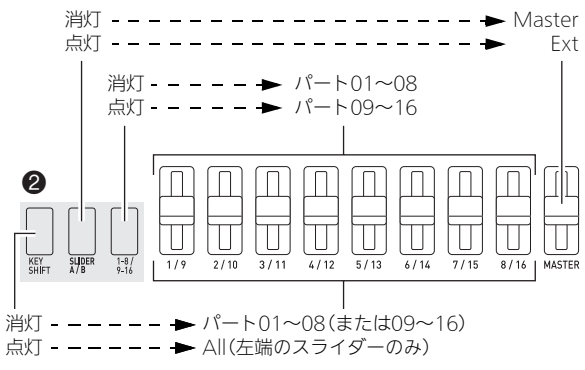 消灯 Master
点灯 Ext
消灯 パート01～08
点灯 パート09～16
❷
KEY SHIFT
SLIDER A / B
1-8 / 9-16
1 / 9 2 / 10 3 / 11 4 / 12 5 / 13 6 / 14 7 / 15 8 / 16 MASTER
消灯 パート01～08（または09～16）
点灯 All（左端のスライダーのみ）